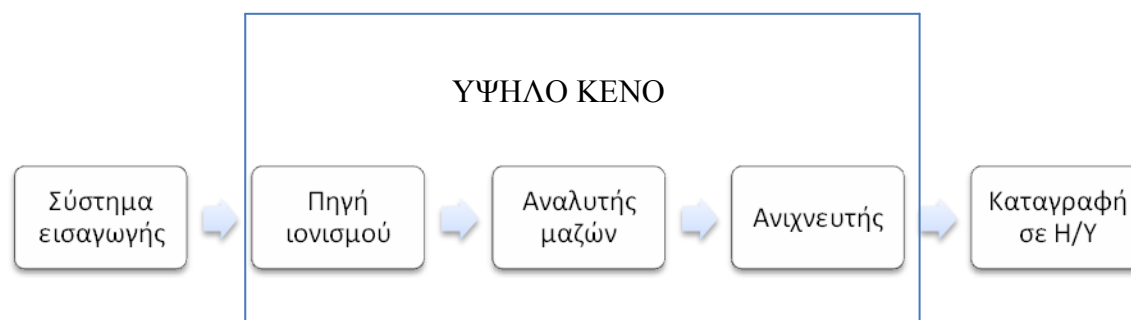 ΥΨΗΛΟ ΚΕΝΟ
Σύστημα
εισαγωγής
Πηγή
ιονισμού
Αναλυτής
μαζών
Ανιχνευτής
Καταγραφή
σε Η/Υ